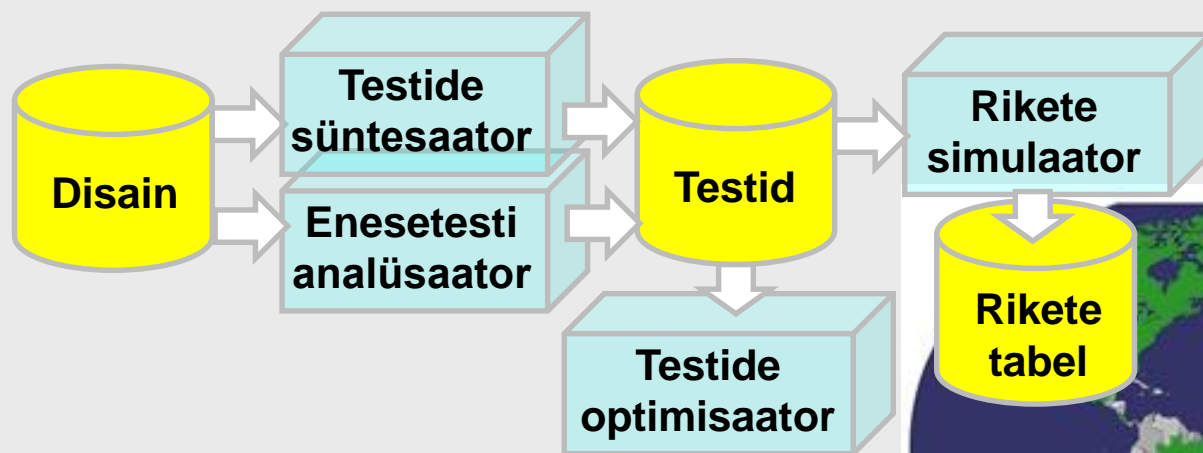 Disain
Testide
süntesaator
Enesetesti
analüsaator
Testid
Testide
optimisaator
Rikete
simulaator
Rikete
tabel